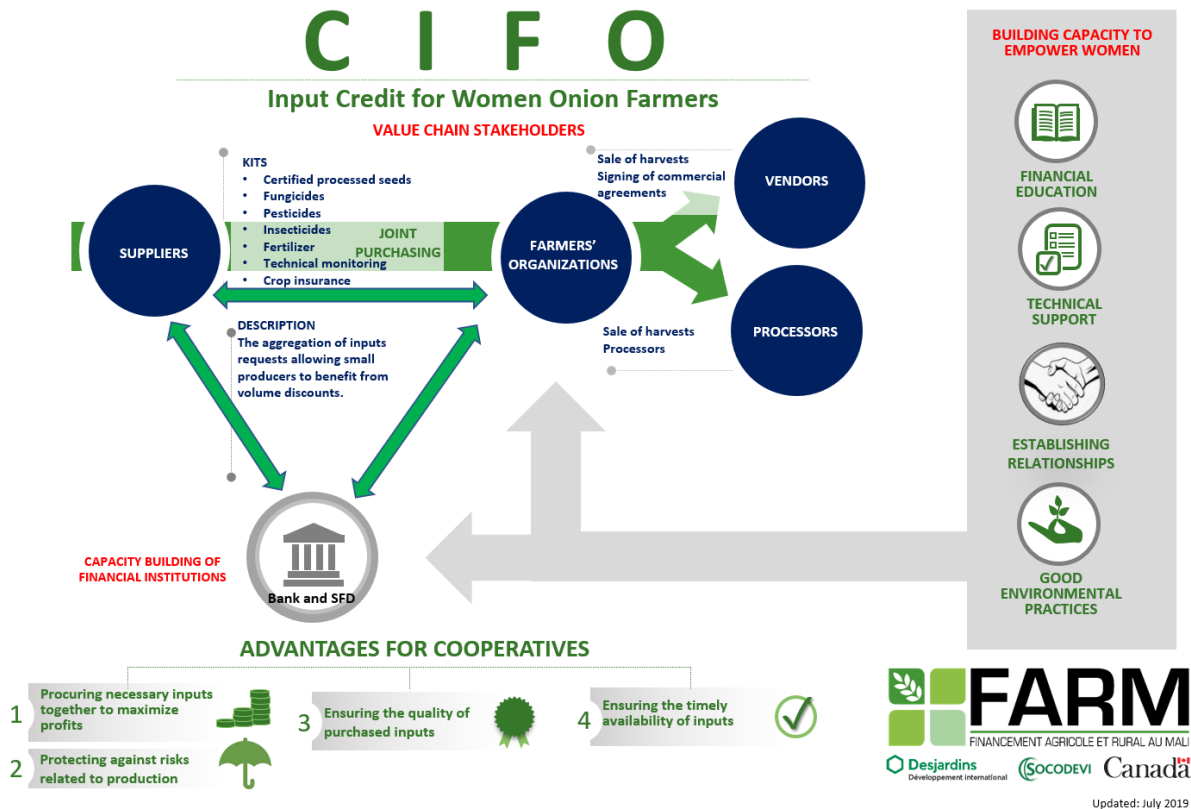 C I F O
Input Credit for Women Onion Farmers
VALUE CHAIN STAKEHOLDERS
KITS
• Certified processed seeds
• Fungicides
• Pesticides
• Insecticides
• Fertilizer
• Technical monitoring
• Crop insurance
JOINT
PURCHASING
SUPPLIERS
FARMERS'
ORGANIZATIONS
Sale of harvests
Signing of commercial
agreements
VENDORS
Sale of harvests
Processors
PROCESSORS
DESCRIPTION
The aggregation of inputs
requests allowing small
producers to benefit from
volume discounts.
CAPACITY BUILDING OF
FINANCIAL INSTITUTIONS
Bank and SFD
BUILDING CAPACITY TO
EMPOWER WOMEN
FINANCIAL
EDUCATION
TECHNICAL
SUPPORT
ESTABLISHING
RELATIONSHIPS
GOOD
ENVIRONMENTAL
PRACTICES
ADVANTAGES FOR COOPERATIVES
1 Procuring necessary inputs
together to maximize
profits
2 Protecting against risks
related to production
3 Ensuring the quality of
purchased inputs
4 Ensuring the timely
availability of inputs
FARM
FINANCEMENT AGRICOLE ET RURAL AU MALI
Desjardins
Développement international
SOCODEVI
Canada
Updated: July 2019